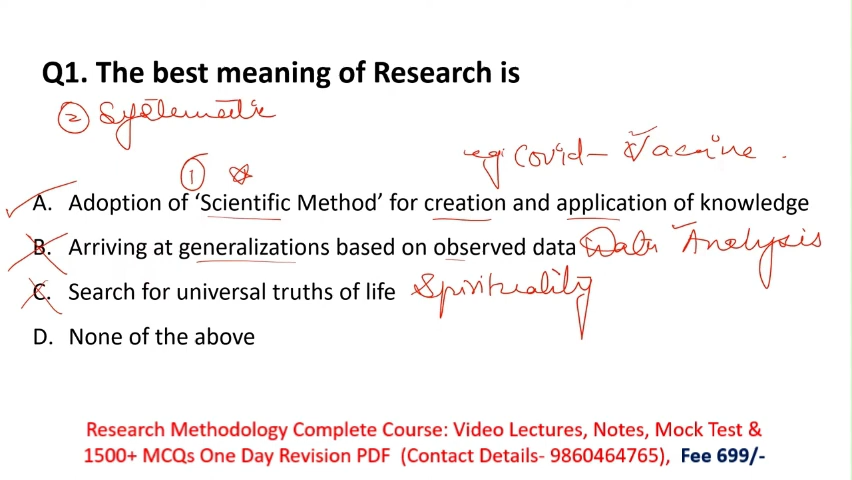 Q1. The best meaning of Research is
② Systematic
eg: Covid – Vaccine
①
A. Adoption of ‘Scientific Method’ for creation and application of knowledge
B. Arriving at generalizations based on observed data Data Analysis
C. Search for universal truths of life Spirituality
D. None of the above
Research Methodology Complete Course: Video Lectures, Notes, Mock Test &
1500+ MCQs One Day Revision PDF (Contact Details- 9860464765), Fee 699/-